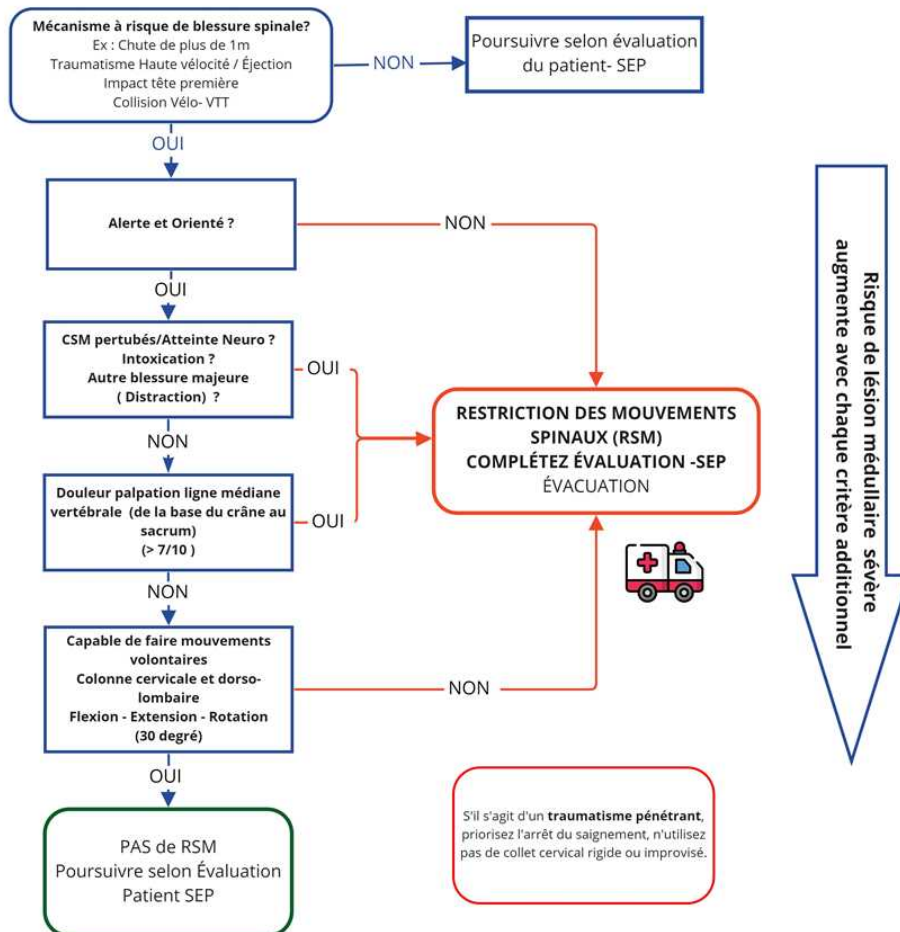 Mécanisme à risque de blessure spinale?
Ex : Chute de plus de 1m
Traumatisme Haute vélocité / Éjection
Impact tête première
Collision Vélo- VTT
NON
Poursuivre selon évaluation
du patient- SEP
OUI
Alerte et Orienté ?
NON
OUI
CSM pertubés/Atteinte Neuro ?
Intoxication ?
Autre blessure majeure
( Distraction) ?
OUI
NON
Douleur palpation ligne médiane
vertébrale (de la base du crâne au
sacrum)
(> 7/10 )
OUI
NON
Capable de faire mouvements
volontaires
Colonne cervicale et dorso-
lombaire
Flexion - Extension - Rotation
(30 degré)
NON
OUI
PAS de RSM
Poursuivre selon Évaluation
Patient SEP
RESTRICTION DES MOUVEMENTS
SPINAUX (RSM)
COMPLÉTEZ ÉVALUATION -SEP
ÉVACUATION
S'il s'agit d'un traumatisme pénétrant,
priorisez l'arrêt du saignement, n'utilisez
pas de collet cervical rigide ou improvisé.
Risque de lésion médullaire sévère
augmente avec chaque critère additionnel